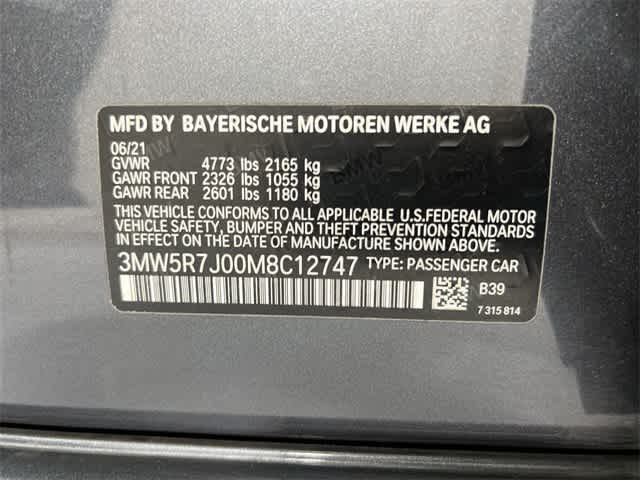 MFD BY BAYERISCHE MOTOREN WERKE AG
06/21
GVWR 4773 lbs 2165 kg
GAWR FRONT 2326 lbs 1055 kg
GAWR REAR 2601 lbs 1180 kg
THIS VEHICLE CONFORMS TO ALL APPLICABLE U.S.FEDERAL MOTOR
VEHICLE SAFETY, BUMPER AND THEFT PREVENTION STANDARDS
IN EFFECT ON THE DATE OF MANUFACTURE SHOWN ABOVE.
3MW5R7J00M8C12747 TYPE: PASSENGER CAR
B39
7 315 814